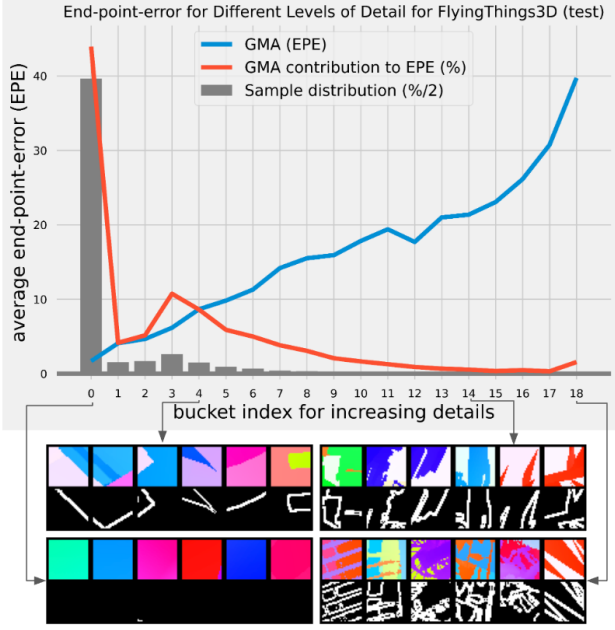 End-point-error for Different Levels of Detail for FlyingThings3D (test)
GMA (EPE)
GMA contribution to EPE (%)
Sample distribution (%/2)
average end-point-error (EPE)
40
30
20
10
0
0 1 2 3 4 5 6 7 8 9 10 11 12 13 14 15 16 17 18
bucket index for increasing details